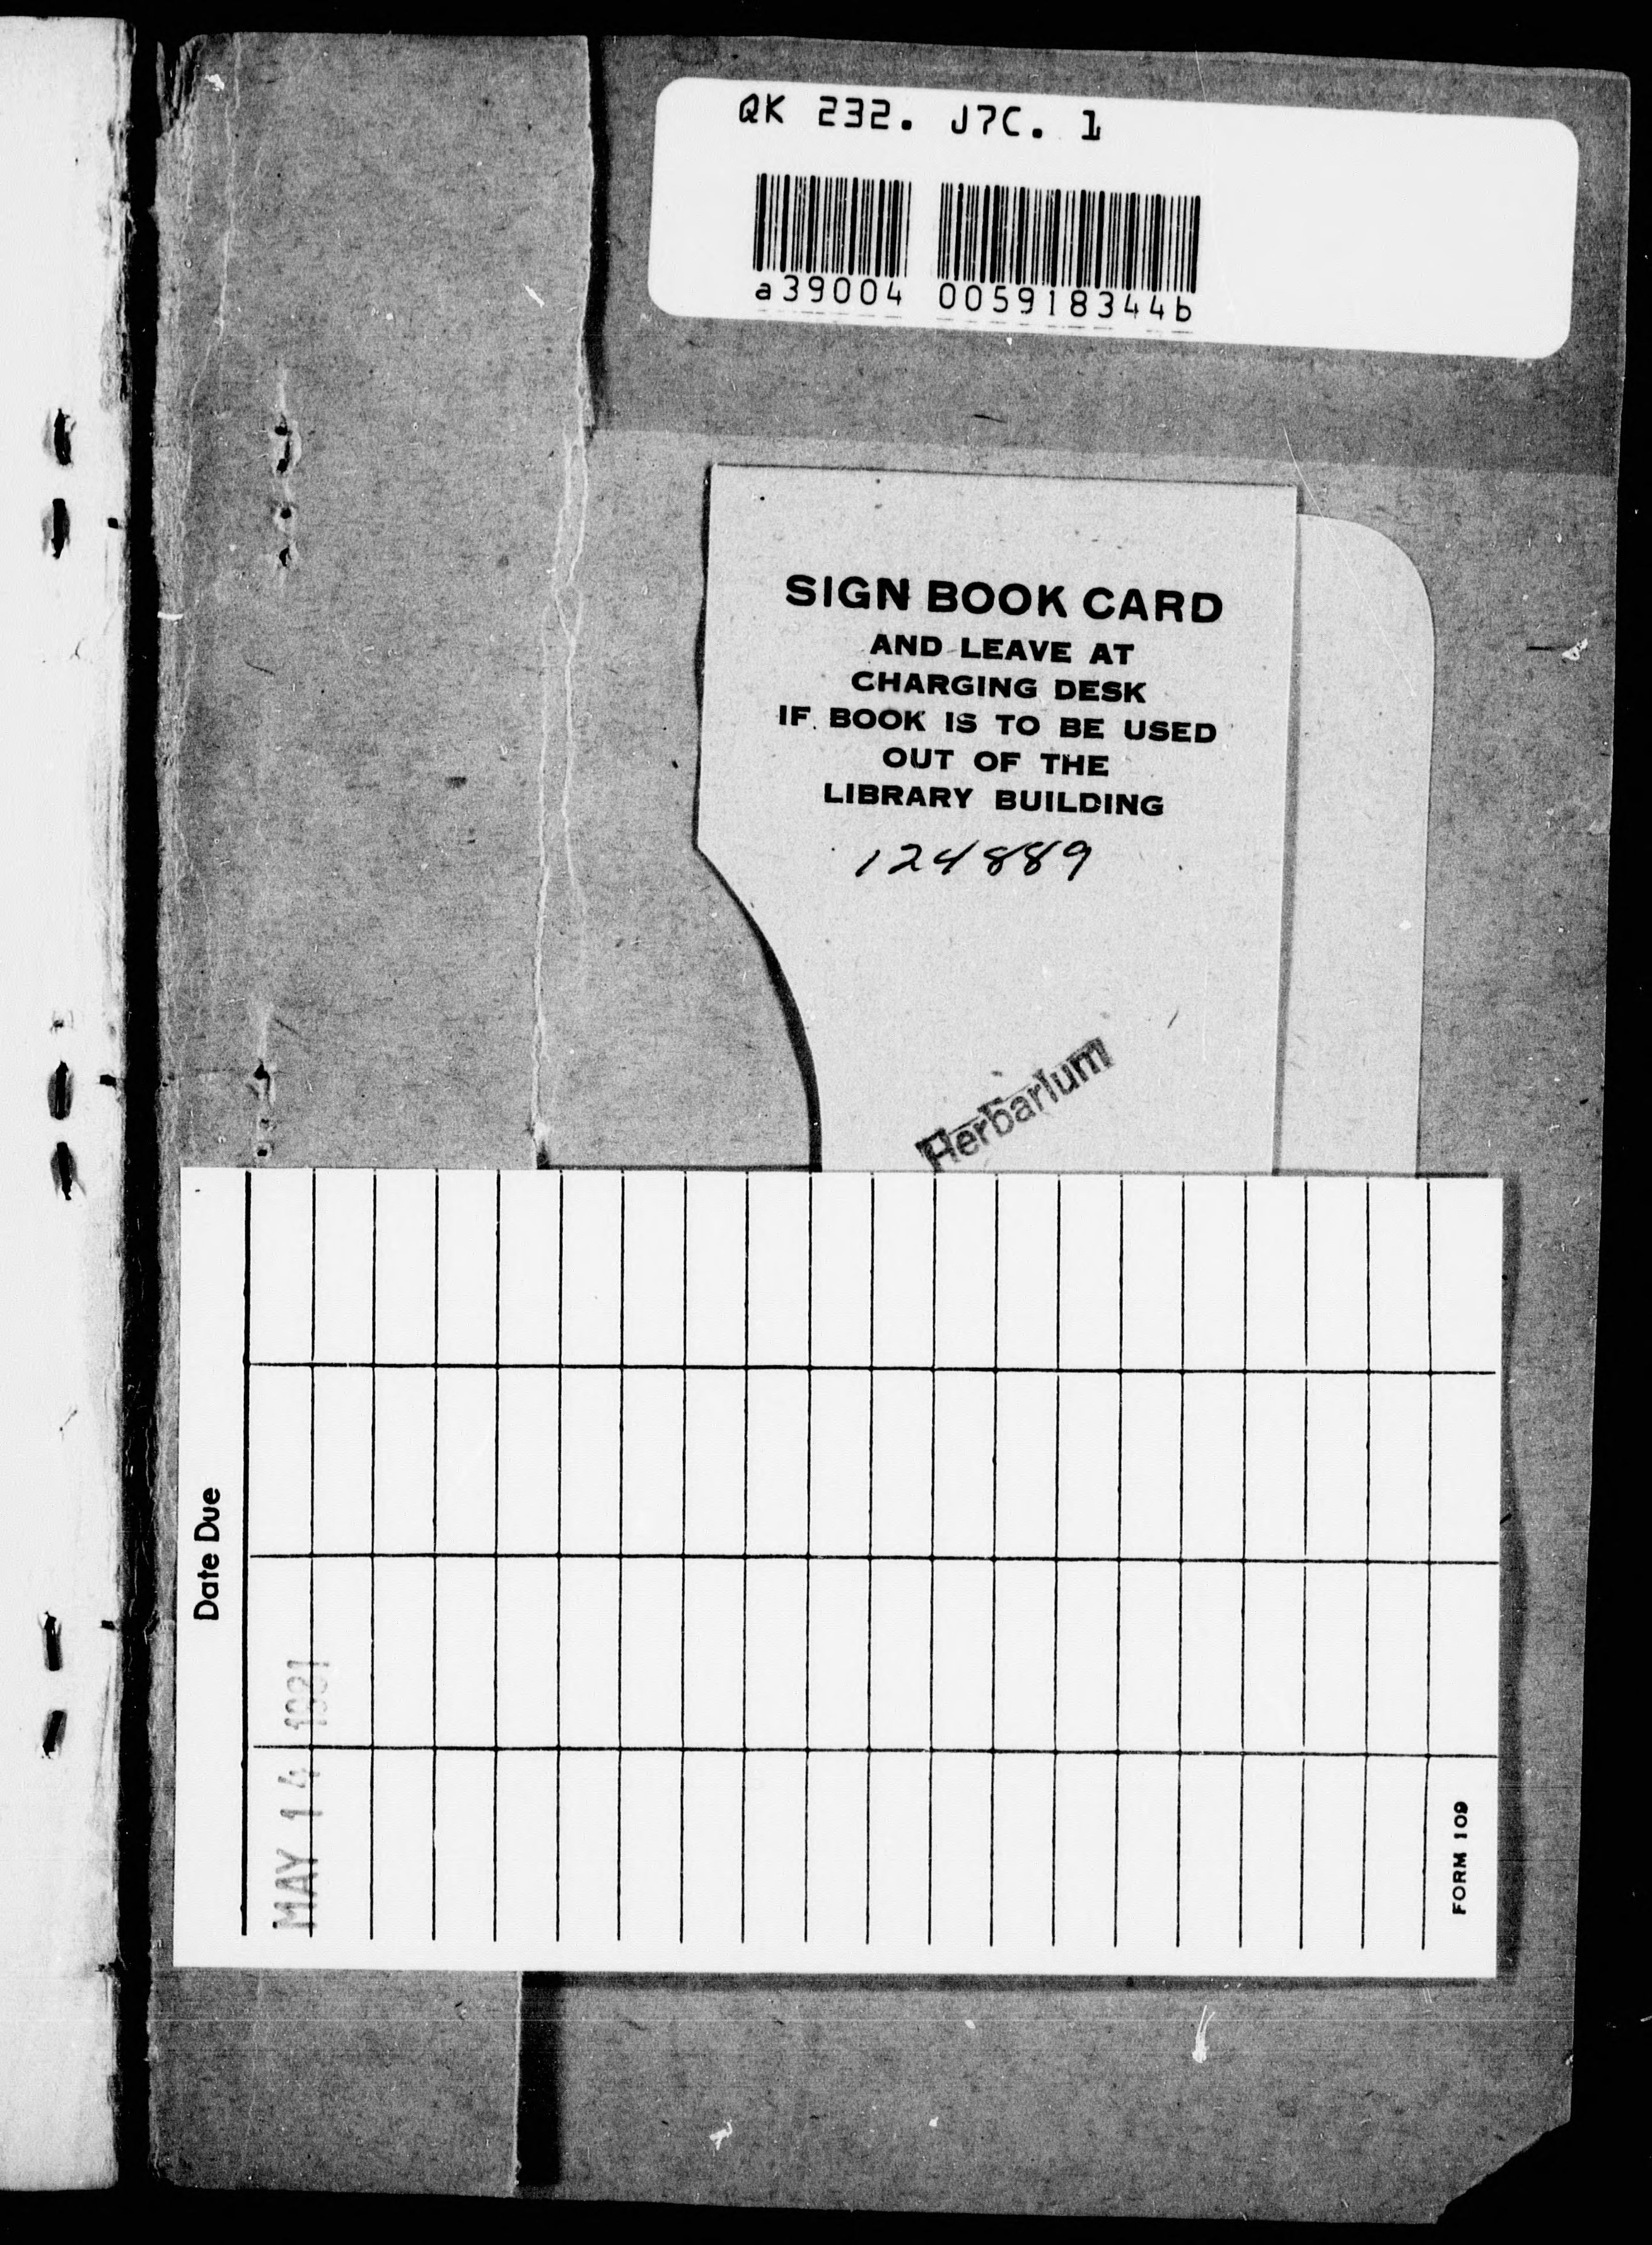 QK 232. J7C. 1
a39004 005918344b
SIGN BOOK CARD
AND LEAVE AT
CHARGING DESK
IF BOOK IS TO BE USED
OUT OF THE
LIBRARY BUILDING
124889
Herbarium
Date Due
MAY 14
FORM 109